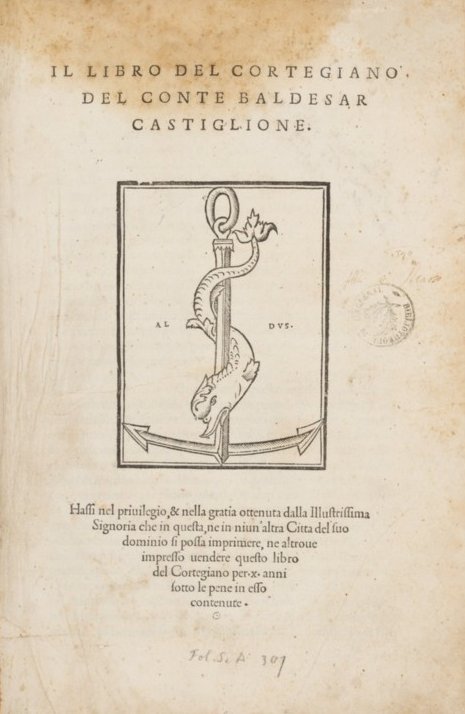 IL LIBRO DEL CORTEGIANO
DEL CONTE BALDESAR
CASTIGLIONE.
AL DVS.
Hassi nel priuilegio,& nella gratia ottenuta dalla Illustrissima
Signoria che in questa,ne in niun'altra Citta del suo
dominio si possa imprimere, ne altroue
impresso uendere questo libro
del Cortegiano per·x· anni
sotto le pene in esso
contenute.
307